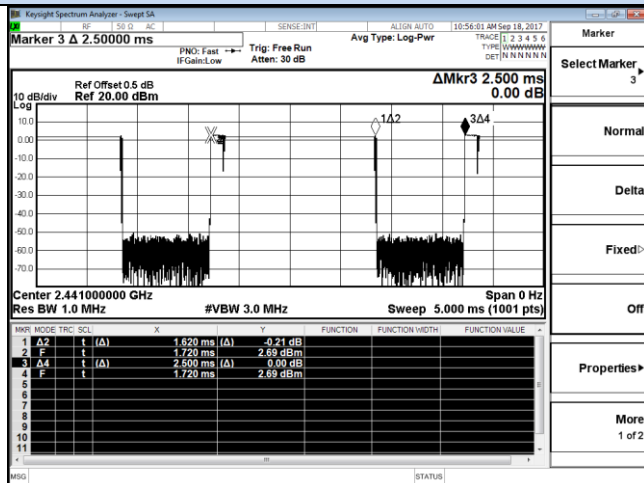 Keysight Spectrum Analyzer - Swept SA
RF 50 Ω AC SENSE:INT ALIGN AUTO 10:56:01 AM Sep 18, 2017
Marker 3 Δ 2.50000 ms
PNO: Fast
IFGain:Low
Trig: Free Run
Atten: 30 dB
Avg Type: Log-Pwr
TRACE 1 2 3 4 5 6
TYPE WWWWWW
DET N N N N N N
Ref Offset 0.5 dB
10 dB/div Ref 20.00 dBm
Log
ΔMkr3 2.500 ms
0.00 dB
10.0
0.00
-10.0
-20.0
-30.0
-40.0
-50.0
-60.0
-70.0
1Δ2
3Δ4
Center 2.441000000 GHz Span 0 Hz
Res BW 1.0 MHz #VBW 3.0 MHz Sweep 5.000 ms (1001 pts)
MKR MODE TRC SCL X Y FUNCTION FUNCTION WIDTH FUNCTION VALUE
1 Δ2 t (Δ) 1.620 ms (Δ) -0.21 dB
2 F t 1.720 ms 2.69 dBm
3 Δ4 t (Δ) 2.500 ms (Δ) 0.00 dB
4 F t 1.720 ms 2.69 dBm
5
6
7
8
9
10
11
MSG STATUS
Marker
Select Marker
3
Normal
Delta
Fixed
Off
Properties
More
1 of 2